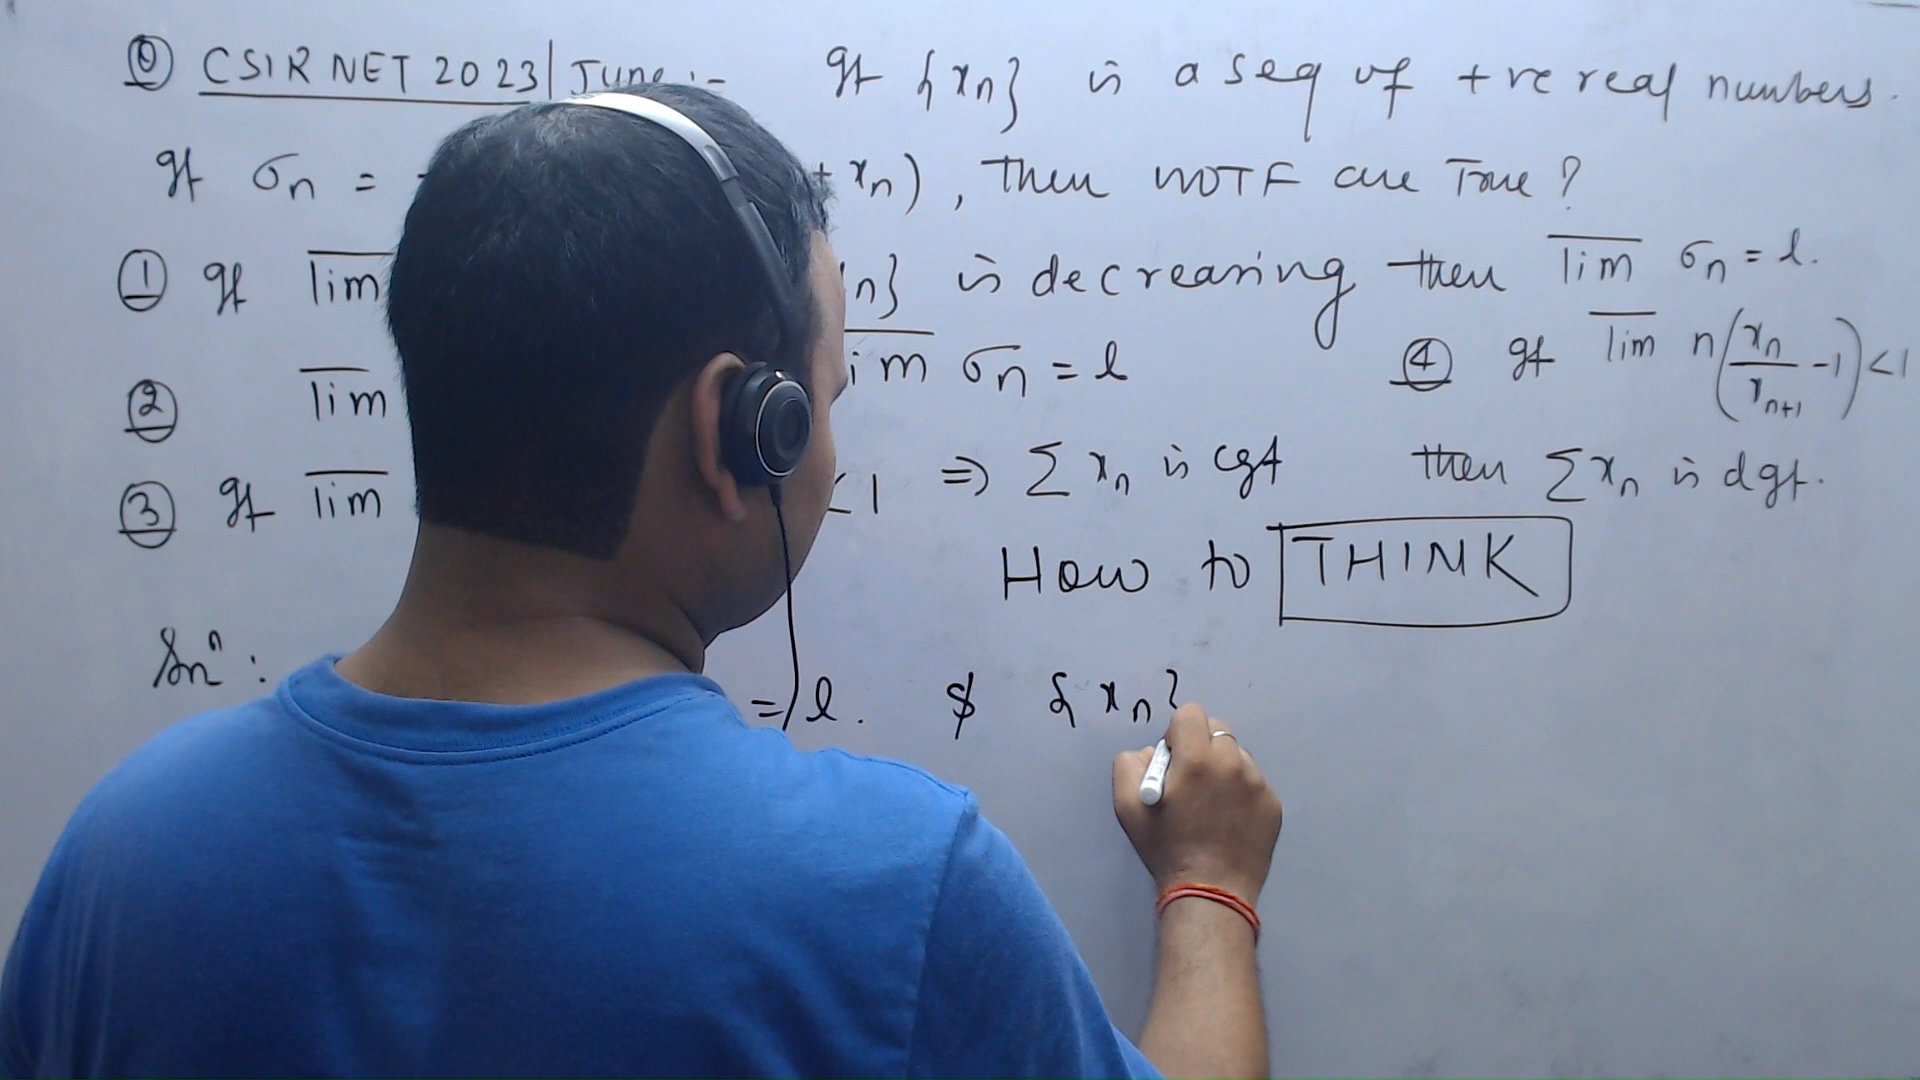 Q CSIR NET 2023 | June :- If {xn} is a seq of +ve real numbers.
If σn = + xn), Then WOTF are True?
① If lim n} is decreasing then lim σn = l.
② lim lim σn = l
③ If lim < 1 ⇒ Σ xn is cgt
④ If lim n(xn/xn+1 - 1) < 1
then Σ xn is dgt.
How to THINK
Sn^n :
= l. & {xn}